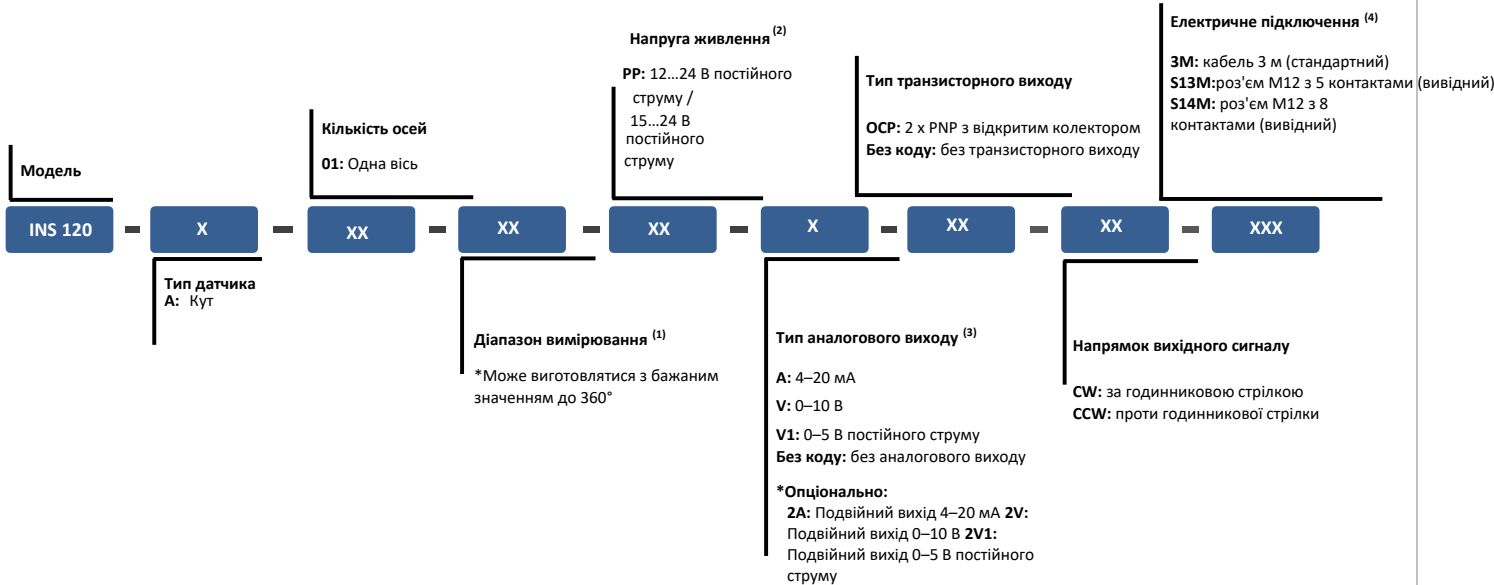 Модель
Кількість осей
01: Одна вісь
Напруга живлення (2)
PP: 12...24 В постійного
струму /
15...24 В
постійного
струму
Тип транзисторного виходу
OCP: 2 x PNP з відкритим колектором
Без коду: без транзисторного виходу
Електричне підключення (4)
3M: кабель 3 м (стандартний)
S13M:роз'єм M12 з 5 контактами (вивідний)
S14M: роз'єм M12 з 8
контактами (вивідний)
INS 120 – X – XX – XX – XX – X – XX – XX – XXX
Тип датчика
A: Кут
Діапазон вимірювання (1)
*Може виготовлятися з бажаним
значенням до 360°
Тип аналогового виходу (3)
A: 4–20 мА
V: 0–10 В
V1: 0–5 В постійного струму
Без коду: без аналогового виходу
*Опціонально:
2A: Подвійний вихід 4–20 мА 2V:
Подвійний вихід 0–10 В 2V1:
Подвійний вихід 0–5 В постійного
струму
Напрямок вихідного сигналу
CW: за годинниковою стрілкою
CCW: проти годинникової стрілки